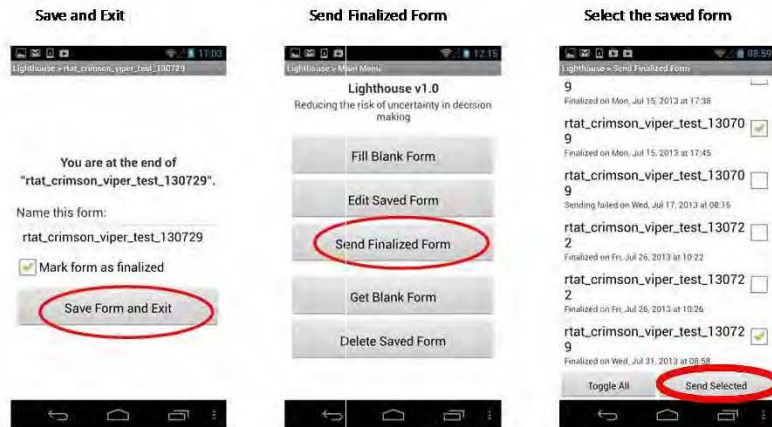 Save and Exit
17:03
Lighthouse > rtat_crimson_viper_test_130729
You are at the end of
"rtat_crimson_viper_test_130729".
Name this form:
rtat_crimson_viper_test_130729
Mark form as finalized
Save Form and Exit
Send Finalized Form
12:15
Lighthouse > Main Menu
Lighthouse v1.0
Reducing the risk of uncertainty in decision
making
Fill Blank Form
Edit Saved Form
Send Finalized Form
Get Blank Form
Delete Saved Form
Select the saved form
08:59
Lighthouse > Send Finalized Form
9
Finalized on Mon, Jul 15, 2013 at 17:38
rtat_crimson_viper_test_13070
9
Finalized on Mon, Jul 15, 2013 at 17:45
rtat_crimson_viper_test_13070
9
Sending failed on Wed, Jul 17, 2013 at 08:15
rtat_crimson_viper_test_13072
2
Finalized on Fri, Jul 26, 2013 at 10:22
rtat_crimson_viper_test_13072
2
Finalized on Fri, Jul 26, 2013 at 10:26
rtat_crimson_viper_test_13072
9
Finalized on Wed, Jul 31, 2013 at 08:58
Toggle All
Send Selected